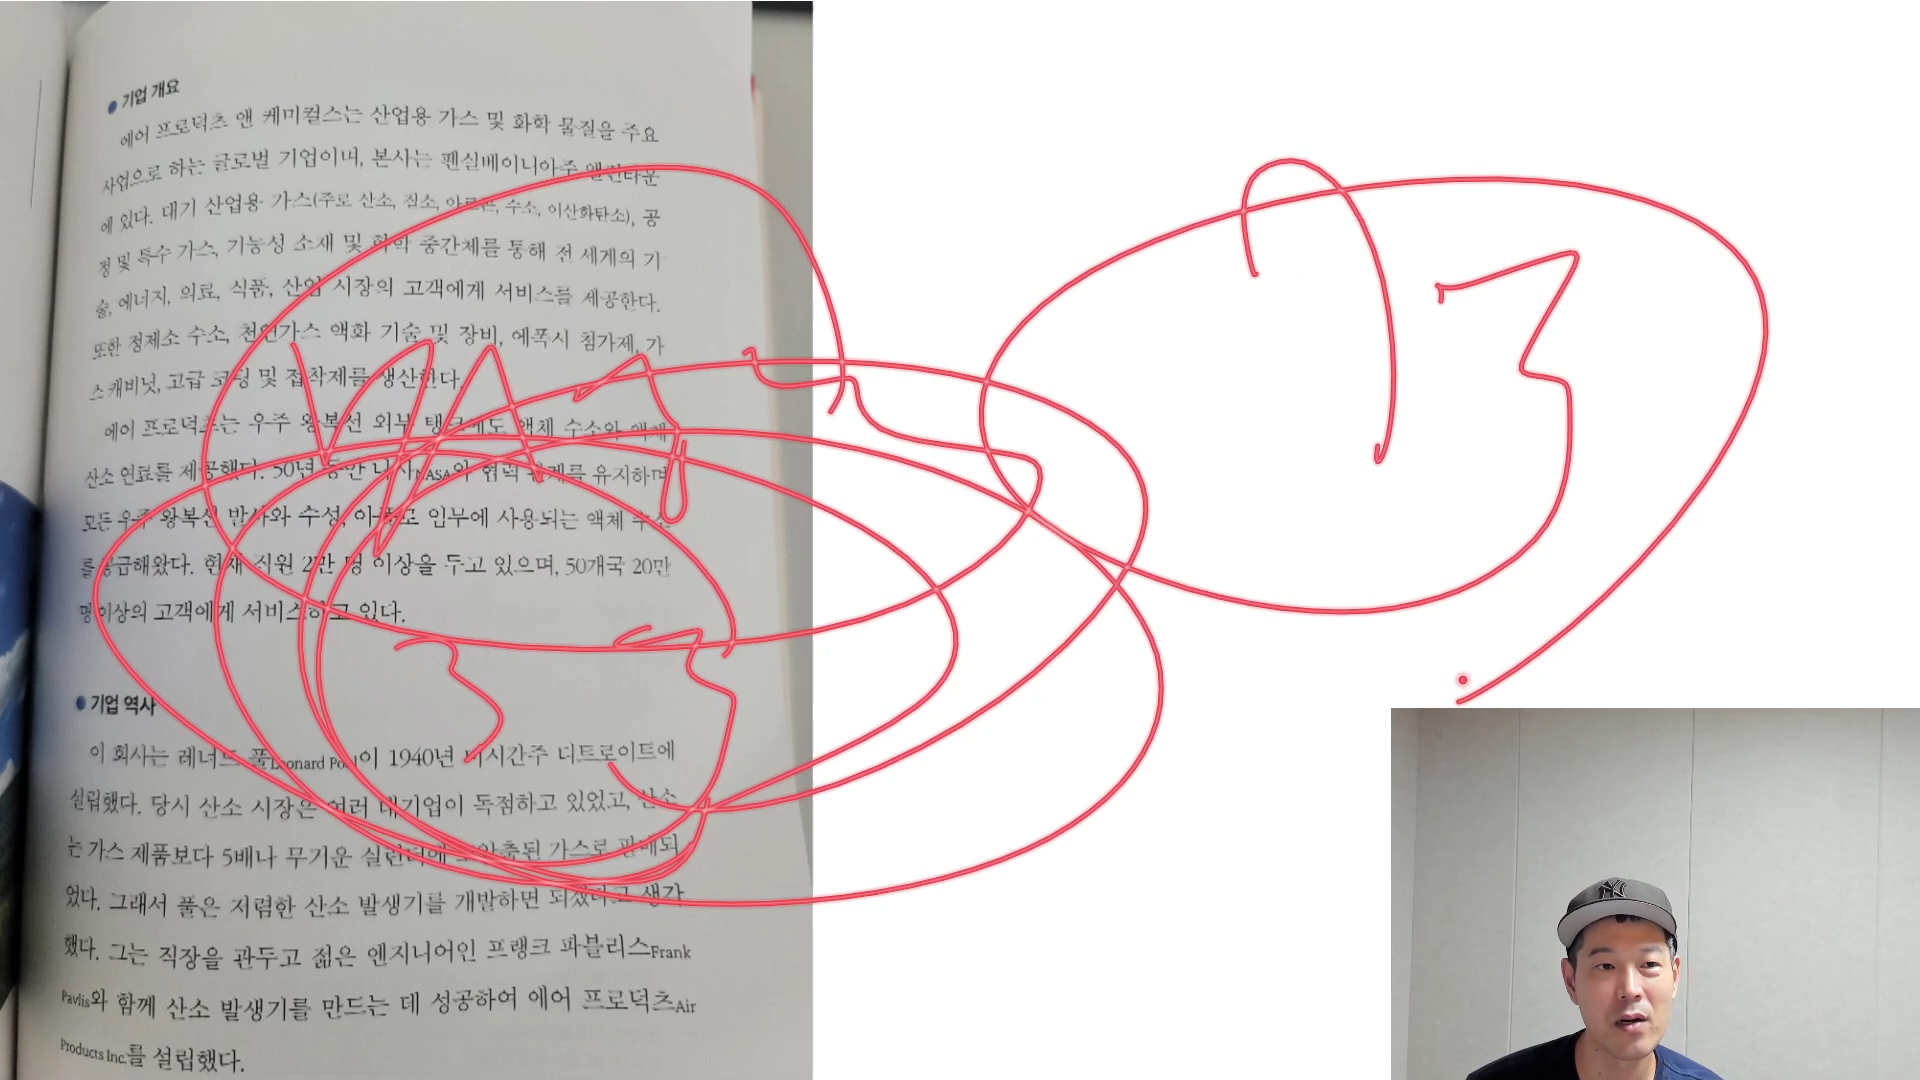 기업 개요
에어 프로덕츠 앤 케미컬스는 산업용 가스 및 화학 물질을 주요
사업으로 하는 글로벌 기업이며, 본사는 펜실베이니아주 앨런타운
에 있다. 대기 산업용 가스(주로 산소, 질소, 아르곤, 수소, 이산화탄소), 공
정 및 특수 가스, 기능성 소재 및 화학 중간체를 통해 전 세계의 기
술, 에너지, 의료, 식품, 산업 시장의 고객에게 서비스를 제공한다.
또한 정제소 수소, 천연가스 액화 기술 및 장비, 에폭시 첨가제, 가
스 캐비닛, 고급 코팅 및 접착제를 생산한다.
에어 프로덕츠는 우주 왕복선 외부 탱크에도 액체 수소와 액체
산소 연료를 제공했다. 50년 동안 나사NASA와 협력 관계를 유지하며
모든 우주 왕복선 발사와 수성, 아폴로 임무에 사용되는 액체 수소
를 공급해왔다. 현재 직원 2만 명 이상을 두고 있으며, 50개국 20만
명 이상의 고객에게 서비스하고 있다.
기업 역사
이 회사는 레너드 풀Leonard Pool이 1940년 미시간주 디트로이트에
설립했다. 당시 산소 시장은 여러 대기업이 독점하고 있었고, 산소
는 가스 제품보다 5배나 무거운 실린더에 고압축된 가스로 판매되
었다. 그래서 풀은 저렴한 산소 발생기를 개발하면 되겠다고 생각
했다. 그는 직장을 관두고 젊은 엔지니어인 프랭크 파블리스Frank
Pavlis와 함께 산소 발생기를 만드는 데 성공하여 에어 프로덕츠Air
Products Inc.를 설립했다.